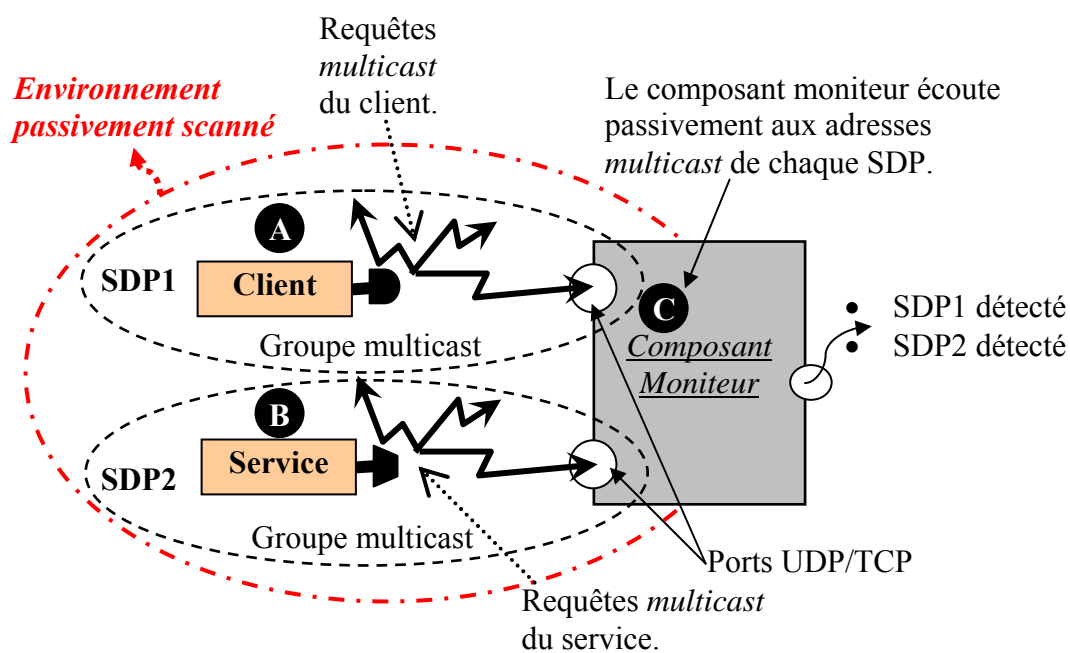 Requêtes
multicast
du client.
Environnement
passivement scanné
Le composant moniteur écoute
passivement aux adresses
multicast de chaque SDP.
A
SDP1
Client
Groupe multicast
C
Composant
Moniteur
• SDP1 détecté
• SDP2 détecté
B
Service
SDP2
Groupe multicast
Ports UDP/TCP
Requêtes multicast
du service.